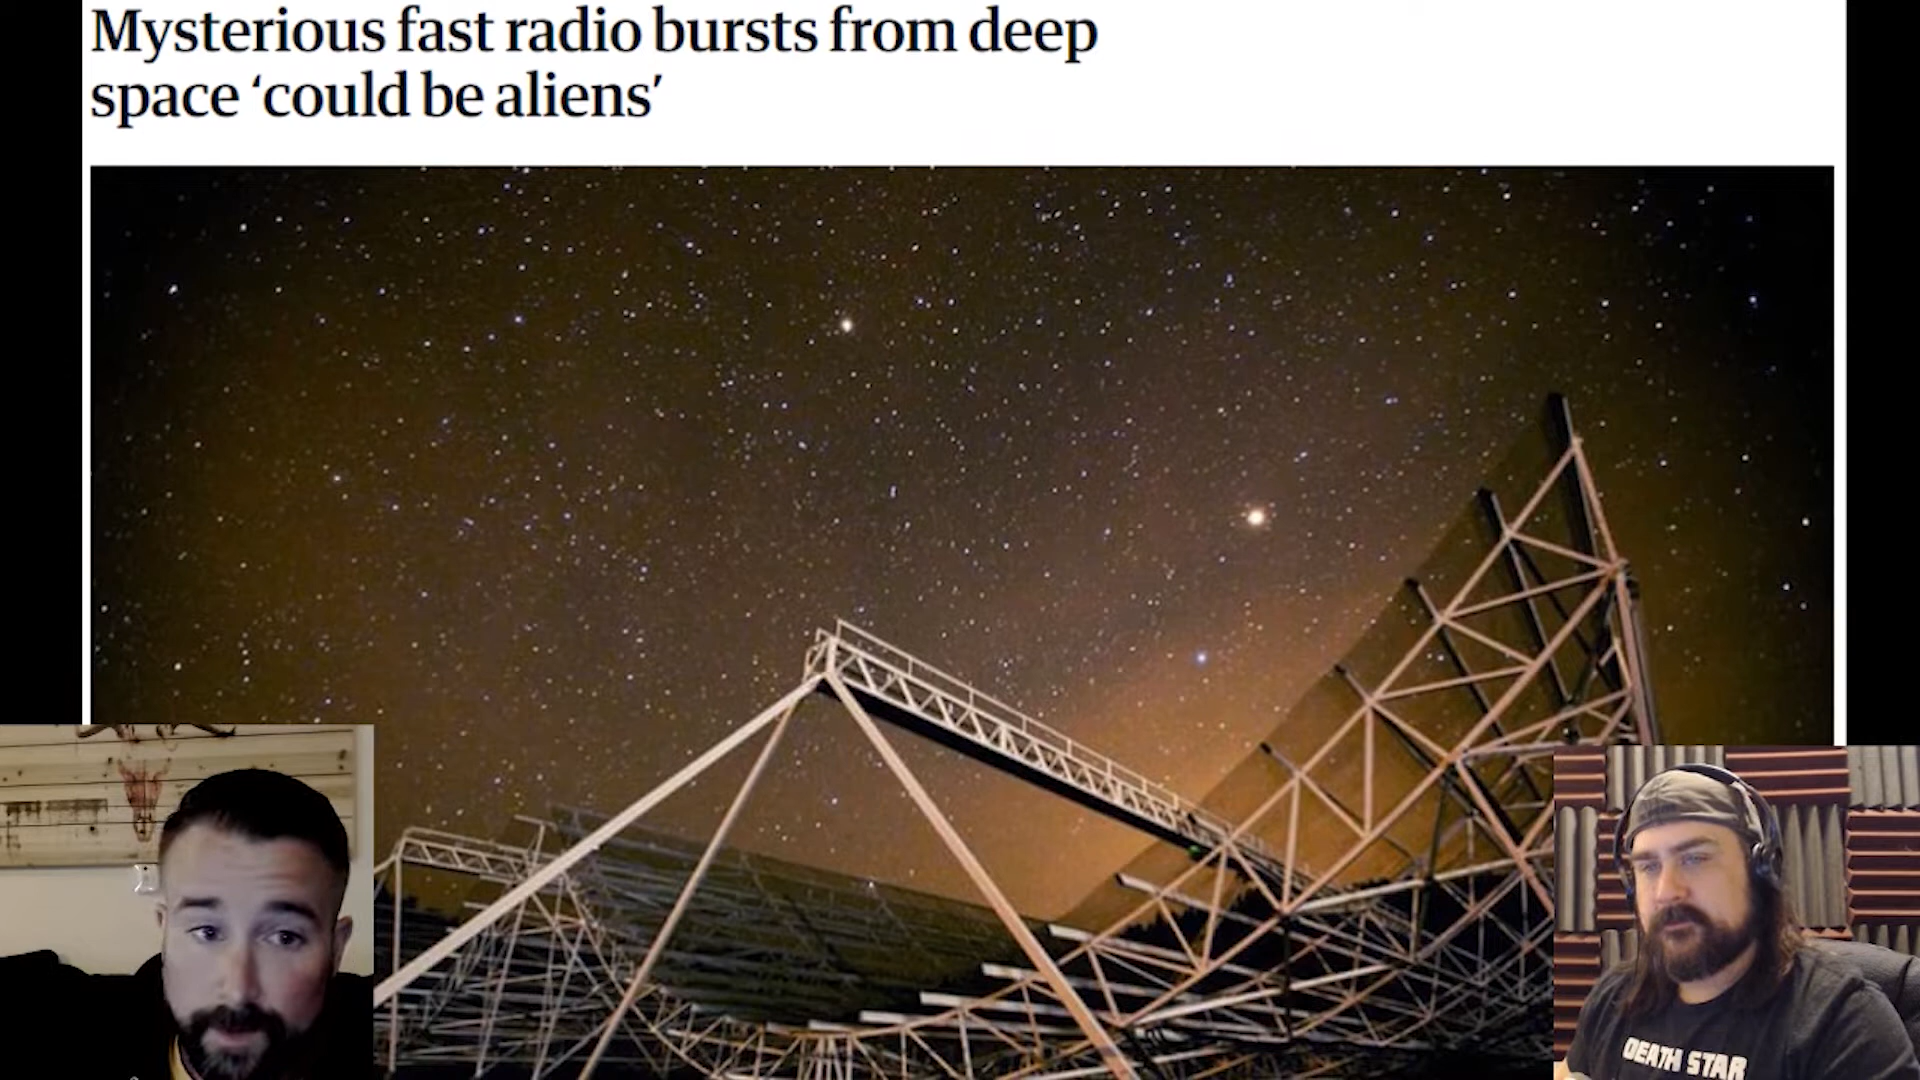 Mysterious fast radio bursts from deep
space ‘could be aliens’
DEATH STAR